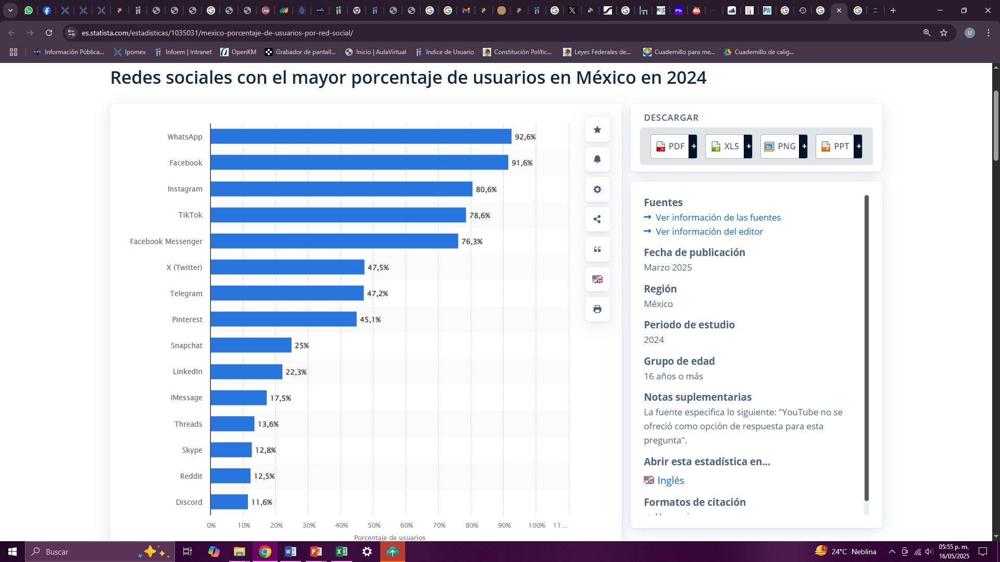 es.statista.com/estadisticas/1035031/mexico-porcentaje-de-usuarios-por-red-social/
U
Información Pública...
Ipomex
Infoem | Intranet
OpenKM
Grabador de pantall...
Inicio | AulaVirtual
Indice de Usuario
Constitución Polític...
Leyes Federales de...
Cuadernillo para me...
Cuadernillo de calig...
Redes sociales con el mayor porcentaje de usuarios en México en 2024
WhatsApp 92,6%
Facebook 91,6%
Instagram 80,6%
TikTok 78,6%
Facebook Messenger 76,3%
X (Twitter) 47,5%
Telegram 47,2%
Pinterest 45,1%
Snapchat 25%
LinkedIn 22,3%
iMessage 17,5%
Threads 13,6%
Skype 12,8%
Reddit 12,5%
Discord 11,6%
0% 10% 20% 30% 40% 50% 60% 70% 80% 90% 100% 11...
Porcentaje de usuarios
DESCARGAR
PDF + XLS + PNG + PPT +
Fuentes
Ver información de las fuentes
Ver información del editor
Fecha de publicación
Marzo 2025
Región
México
Periodo de estudio
2024
Grupo de edad
16 años o más
Notas suplementarias
La fuente especifica lo siguiente: "YouTube no se
ofreció como opción de respuesta para esta
pregunta".
Abrir esta estadística en...
Inglés
Formatos de citación
Buscar
24°C Neblina
05:55 p. m.
16/05/2025